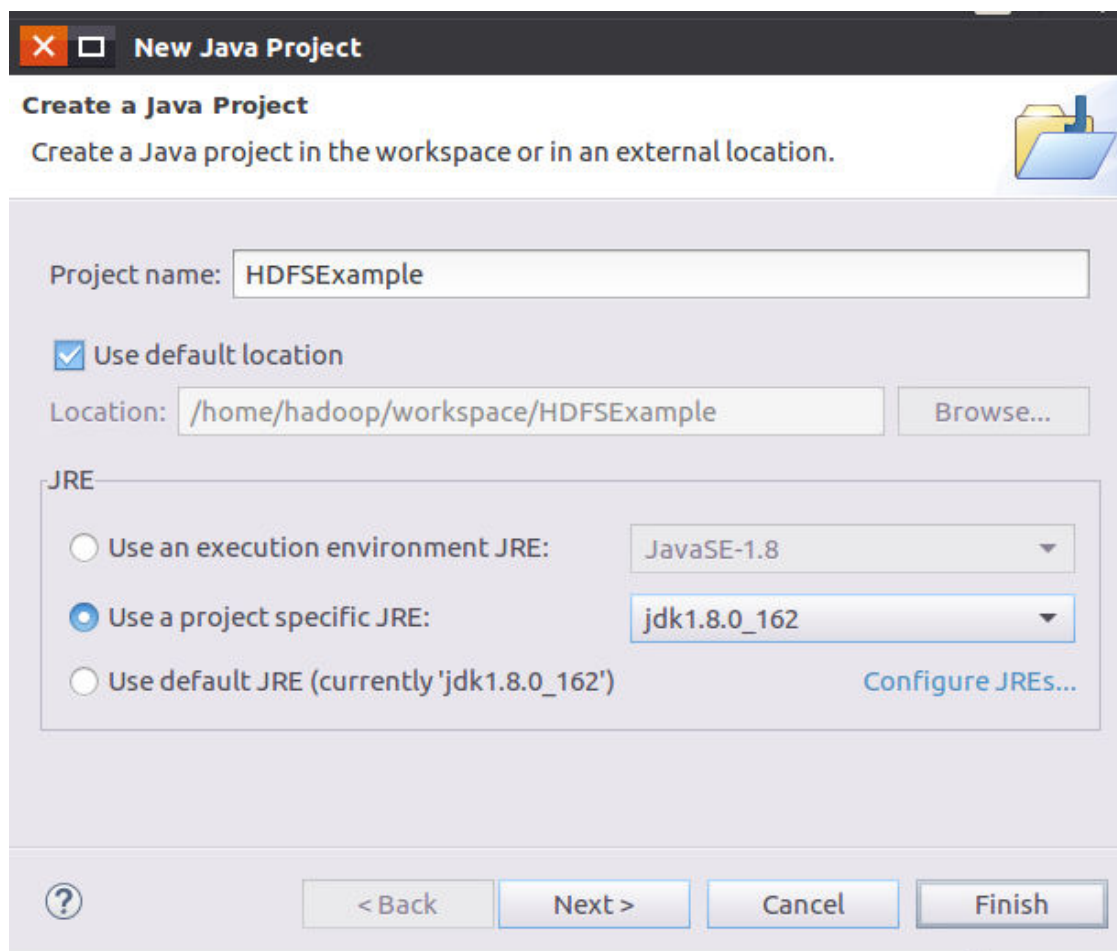 New Java Project
Create a Java Project
Create a Java project in the workspace or in an external location.
Project name: HDFSExample
Use default location
Location: /home/hadoop/workspace/HDFSExample Browse...
JRE
Use an execution environment JRE: JavaSE-1.8
Use a project specific JRE: jdk1.8.0_162
Use default JRE (currently 'jdk1.8.0_162') Configure JREs...
? < Back Next > Cancel Finish